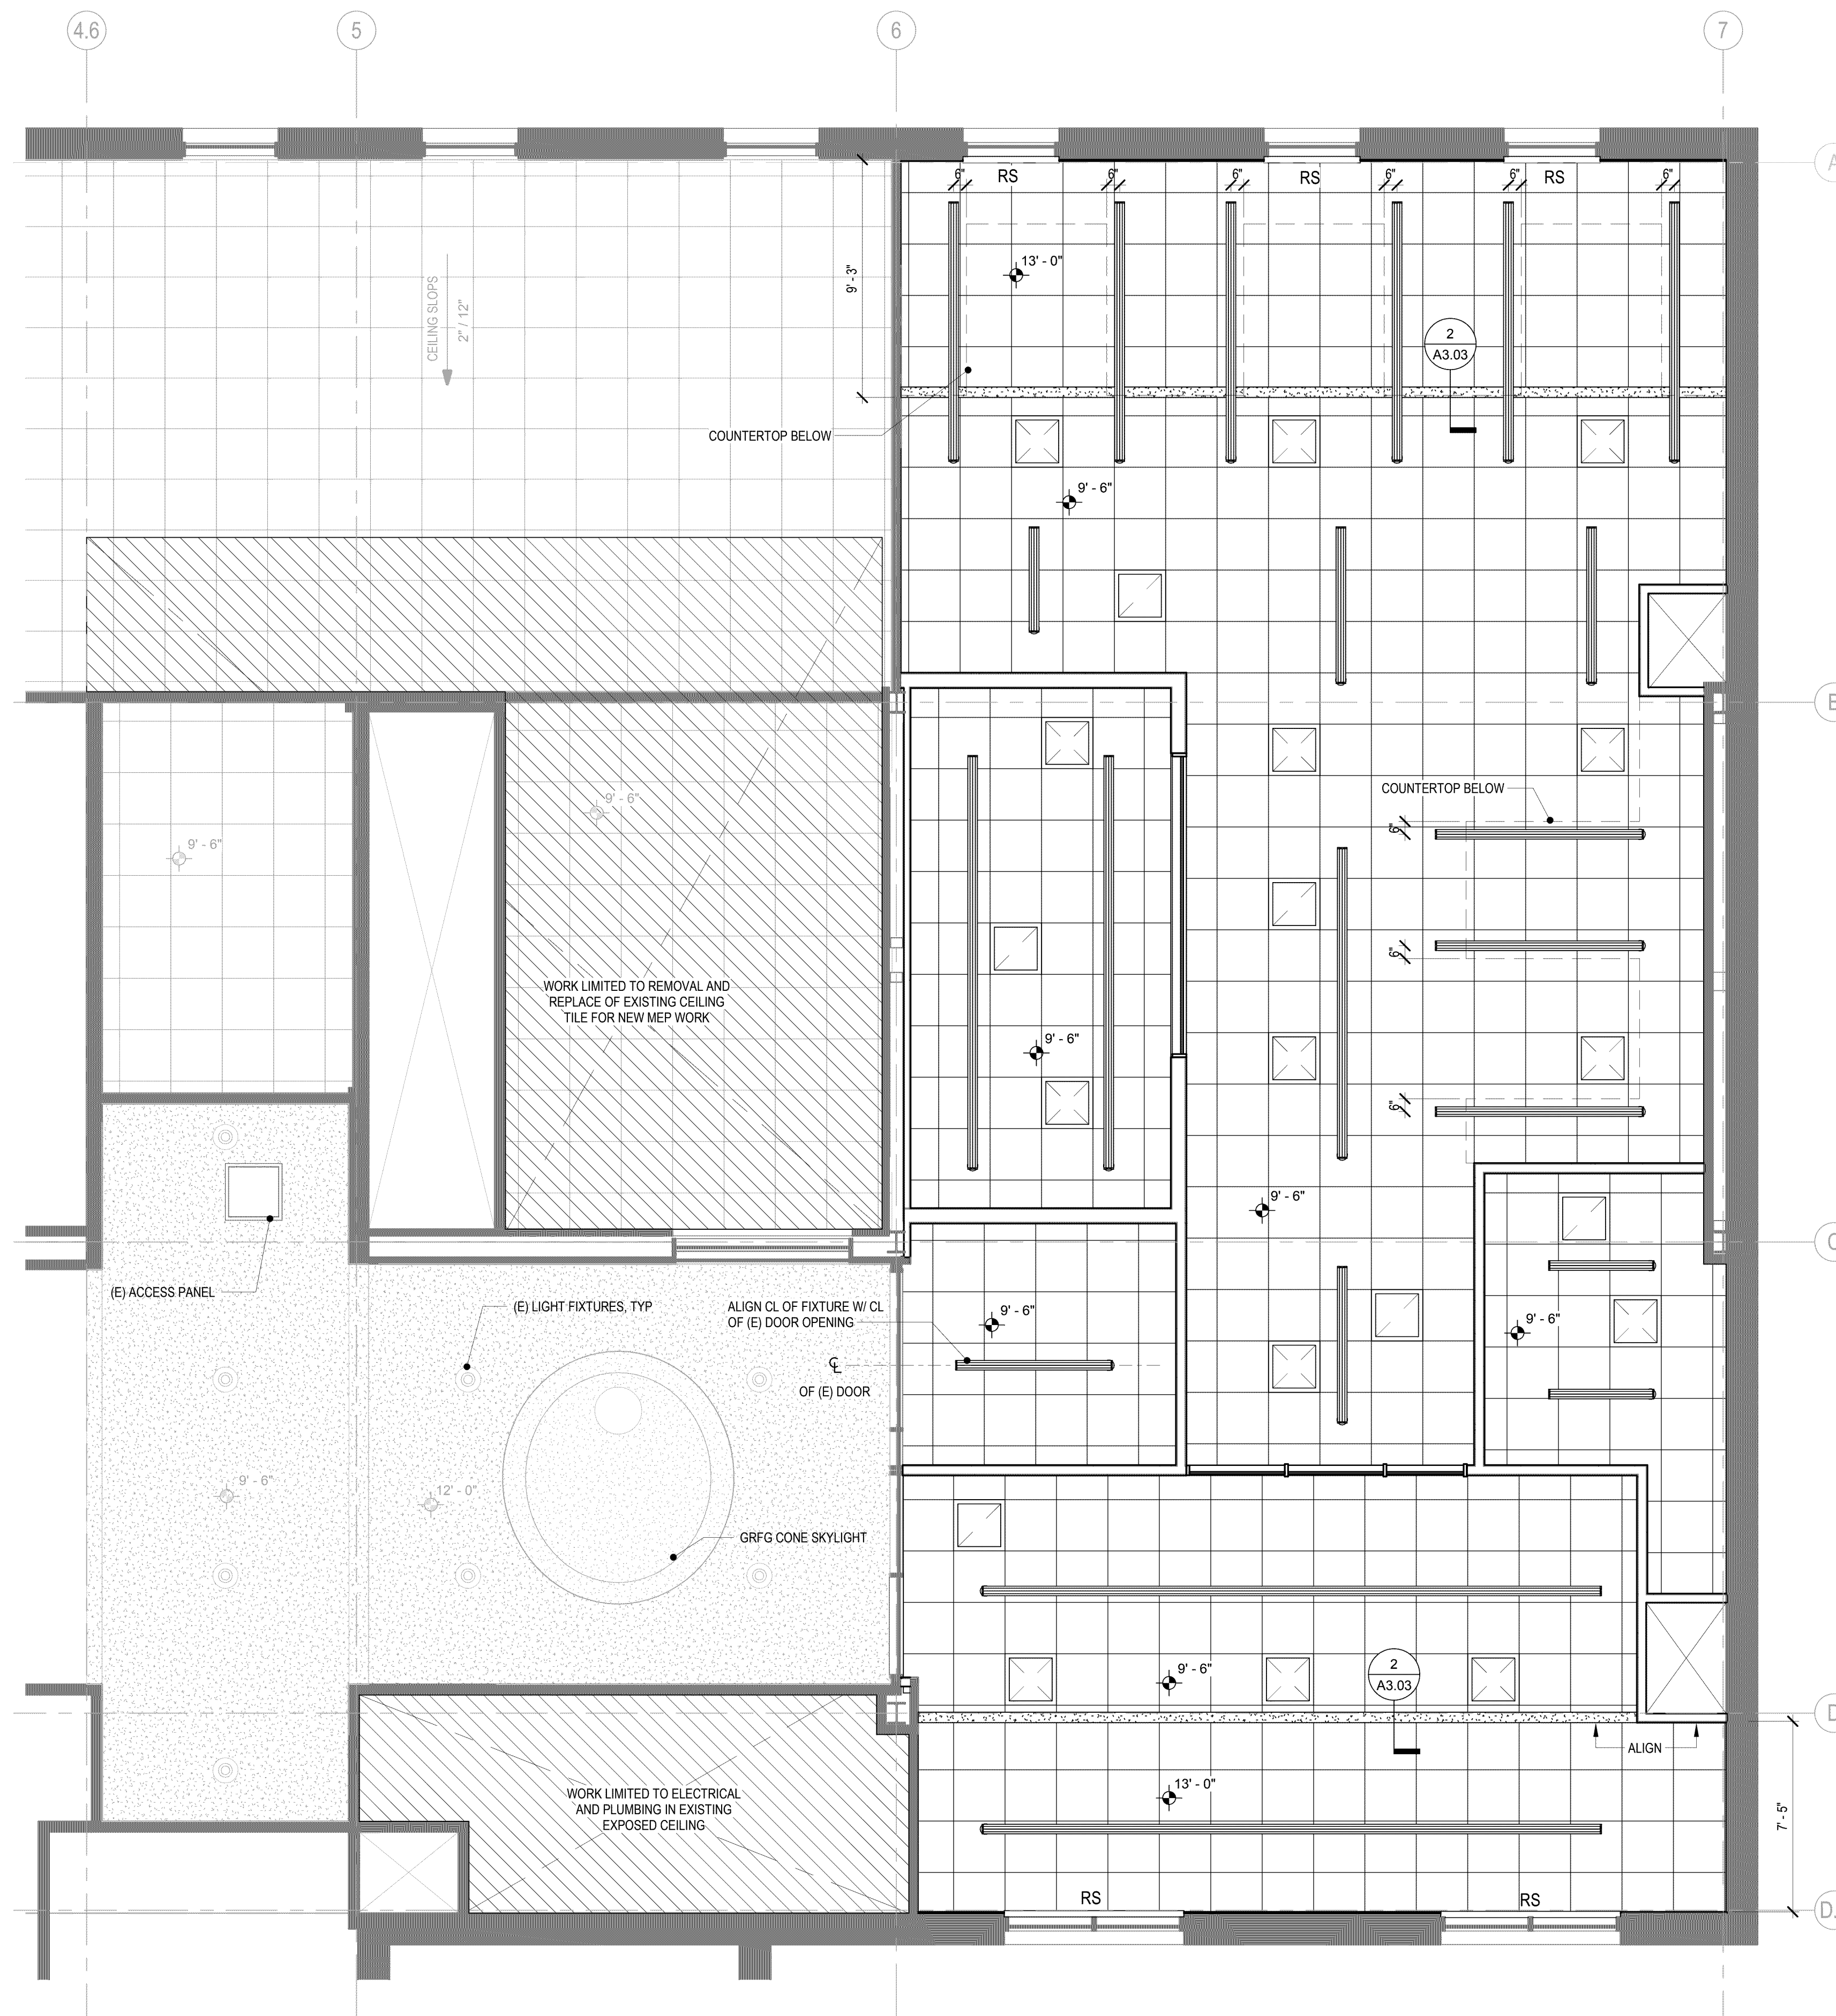 4.6
5
6
7
A
6"
RS
6"
6"
RS
6"
6"
RS
6"
13' - 0"
9' - 3"
CEILING SLOPS
2" / 12"
2
A3.03
COUNTERTOP BELOW
9' - 6"
B
COUNTERTOP BELOW
9' - 6"
6"
9' - 6"
6"
WORK LIMITED TO REMOVAL AND
REPLACE OF EXISTING CEILING
TILE FOR NEW MEP WORK
9' - 6"
6"
9' - 6"
C
(E) ACCESS PANEL
(E) LIGHT FIXTURES, TYP
ALIGN CL OF FIXTURE W/ CL
OF (E) DOOR OPENING
9' - 6"
9' - 6"
CL
OF (E) DOOR
9' - 6"
12' - 0"
GRFG CONE SKYLIGHT
9' - 6"
2
A3.03
D
ALIGN
WORK LIMITED TO ELECTRICAL
AND PLUMBING IN EXISTING
EXPOSED CEILING
13' - 0"
7' - 5"
RS
RS
D.